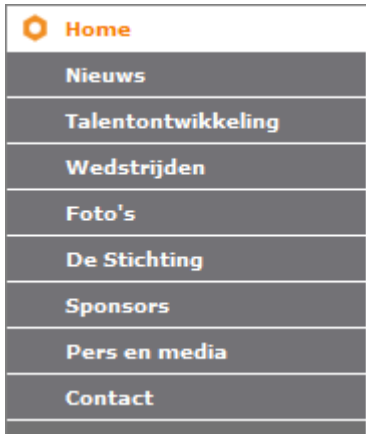 Home
Nieuws
Talentontwikkeling
Wedstrijden
Foto's
De Stichting
Sponsors
Pers en media
Contact